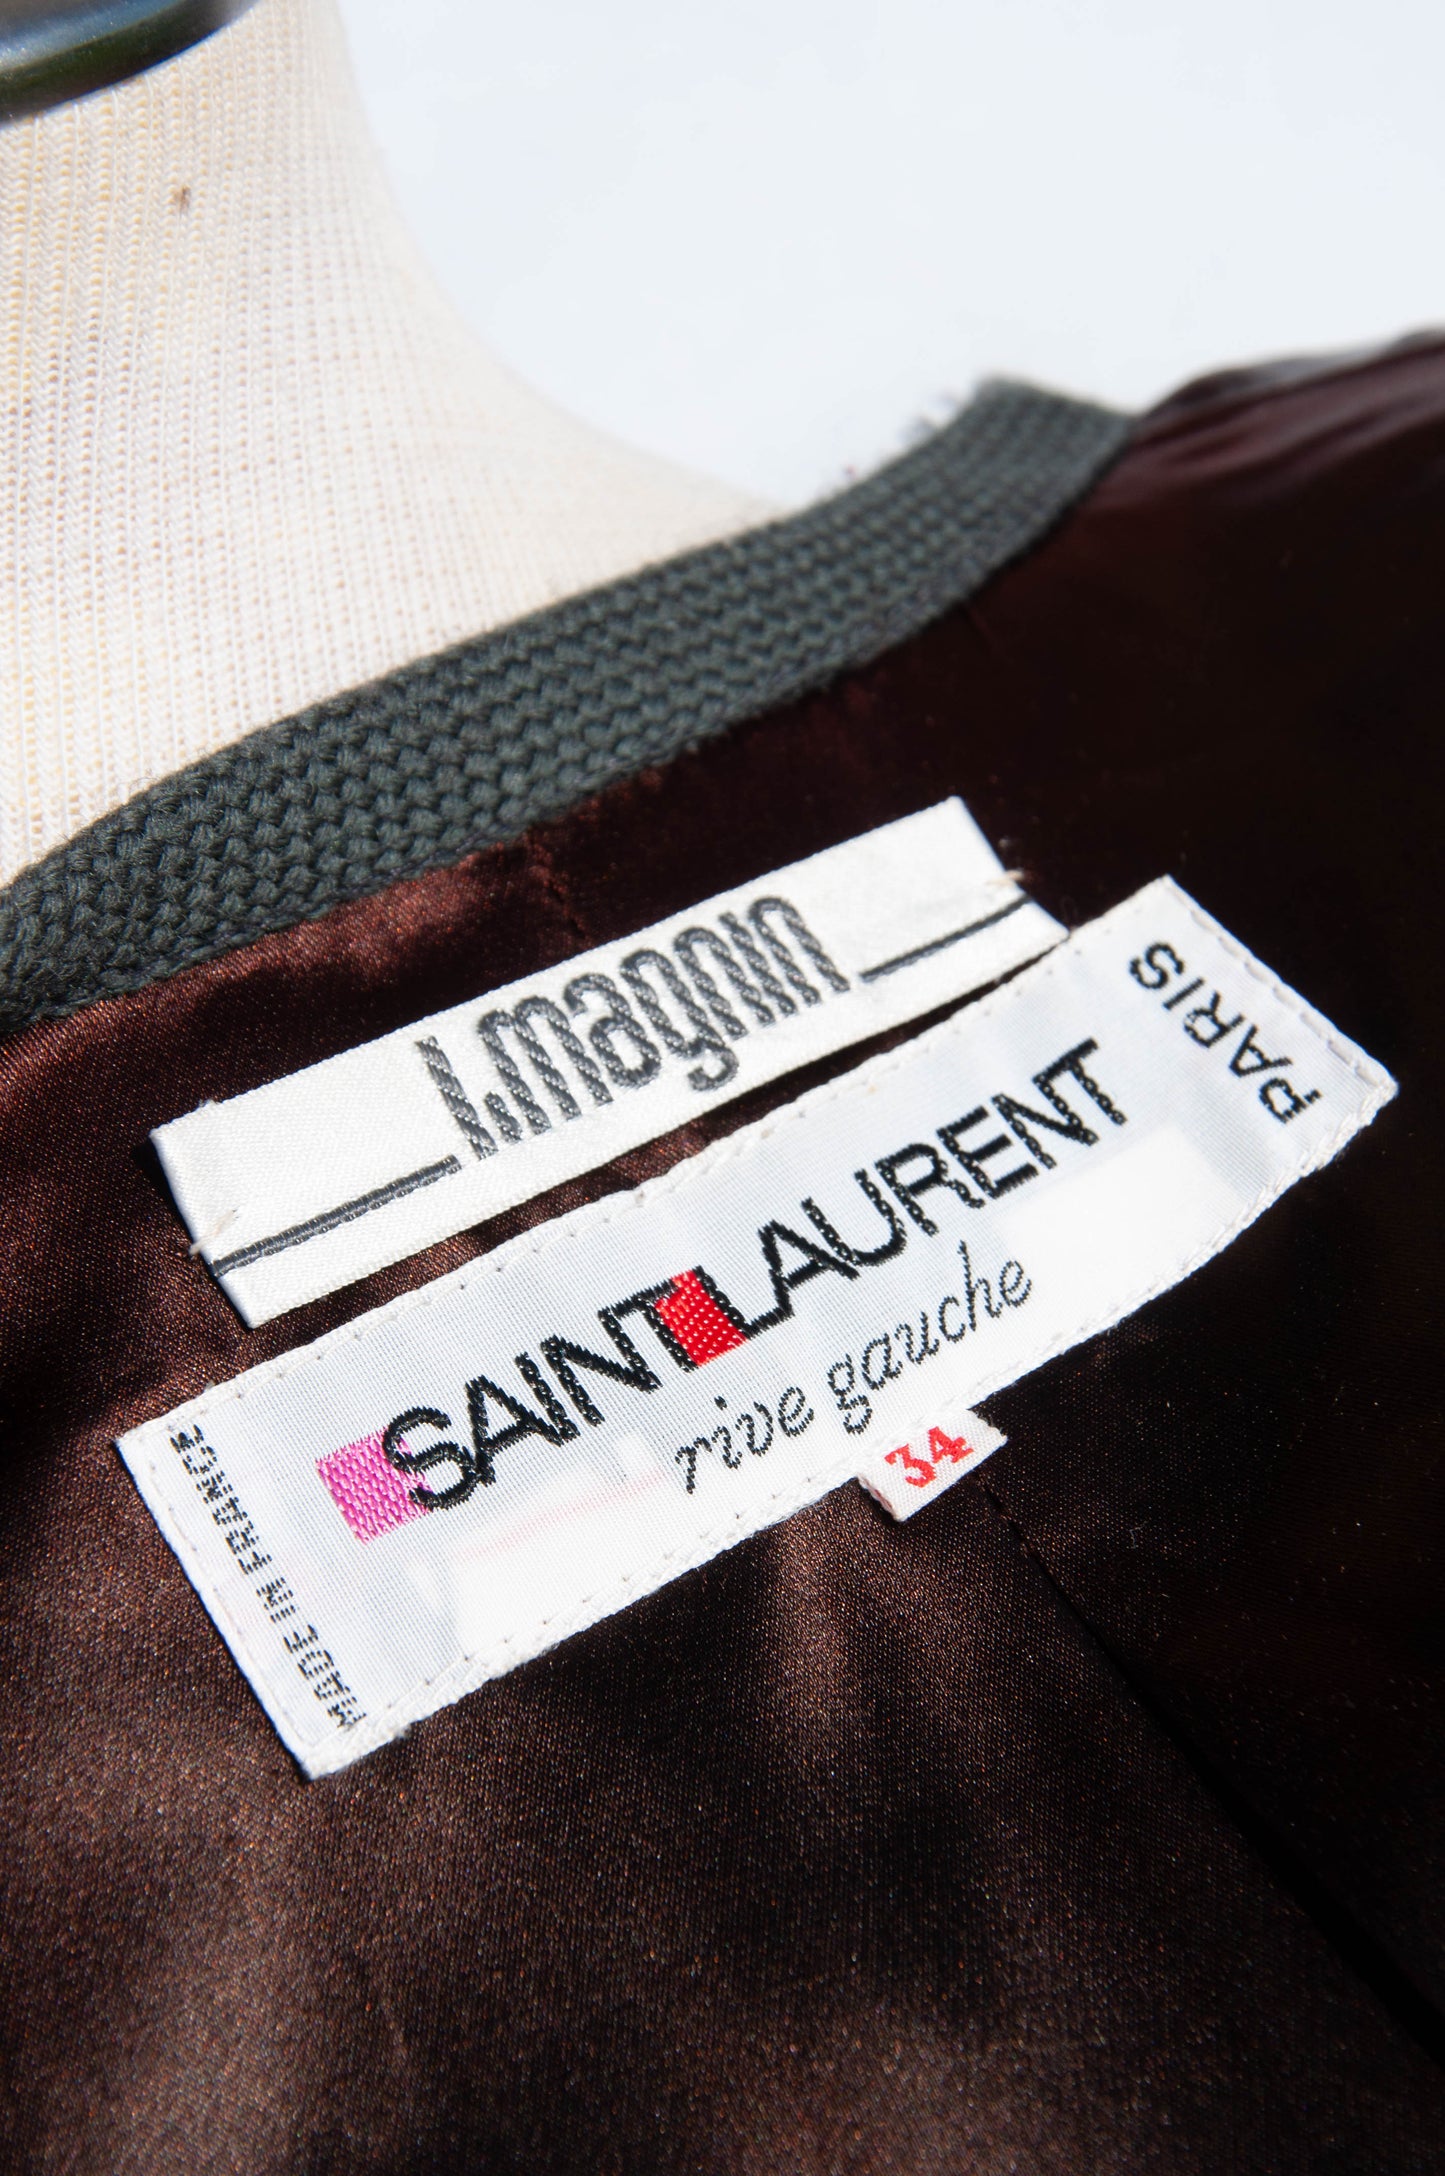 I. magnin
SAINT LAURENT
rive gauche
PARIS
MADE IN FRANCE
34